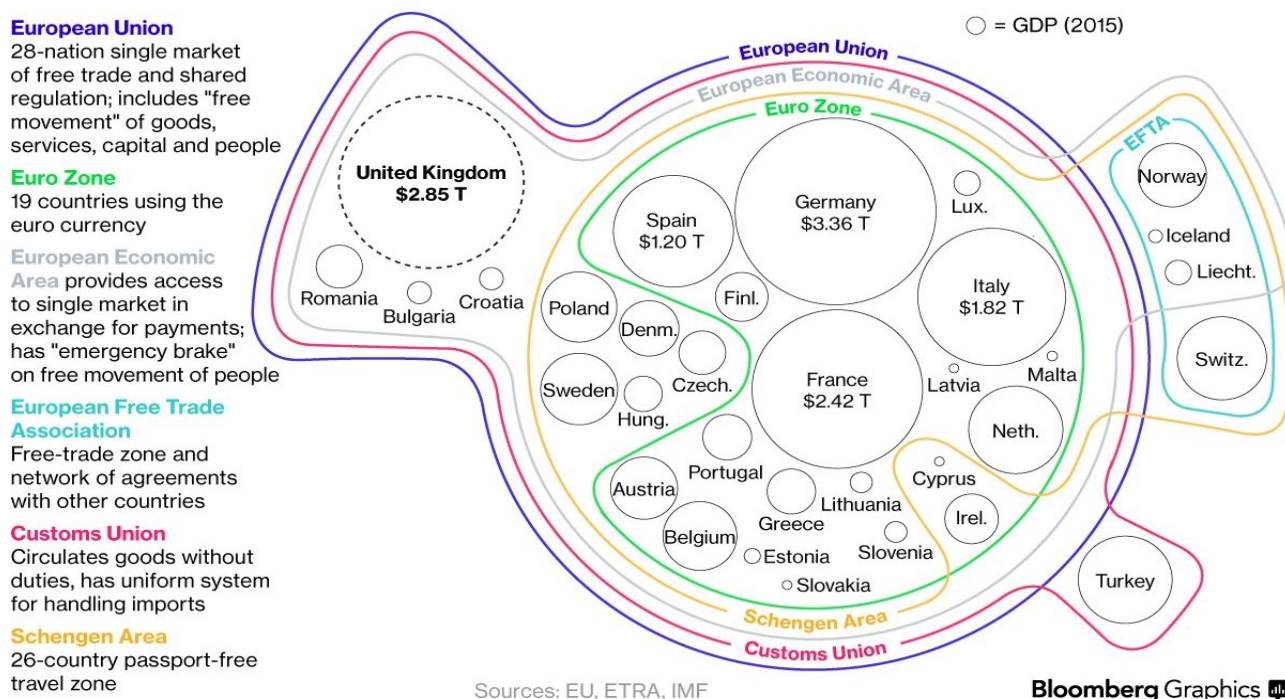 European Union
28-nation single market
of free trade and shared
regulation; includes "free
movement" of goods,
services, capital and people
Euro Zone
19 countries using the
euro currency
European Economic
Area provides access
to single market in
exchange for payments;
has "emergency brake"
on free movement of people
European Free Trade
Association
Free-trade zone and
network of agreements
with other countries
Customs Union
Circulates goods without
duties, has uniform system
for handling imports
Schengen Area
26-country passport-free
travel zone
= GDP (2015)
European Union
European Economic Area
Euro Zone
EFTA
United Kingdom
$2.85 T
Romania
Bulgaria
Croatia
Spain
$1.20 T
Germany
$3.36 T
Lux.
Italy
$1.82 T
Finl.
Poland
Denm.
Czech.
Sweden
Hung.
France
$2.42 T
Latvia
Malta
Neth.
Portugal
Austria
Belgium
Greece
Lithuania
Cyprus
Irel.
Slovenia
Estonia
Slovakia
Norway
Iceland
Liecht.
Switz.
Turkey
Schengen Area
Customs Union
Sources: EU, ETRA, IMF
Bloomberg Graphics